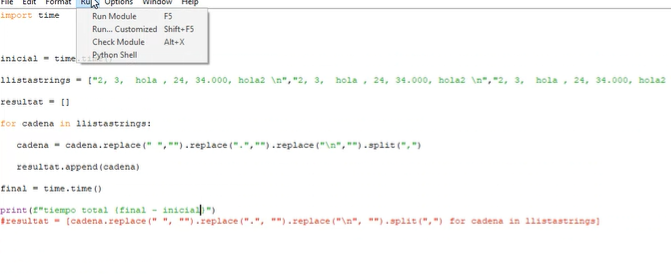 File Edit Format Run Options Window Help
import time
Run Module F5
Run... Customized Shift+F5
Check Module Alt+X
Python Shell
inicial = time.
llistastrings = ["2, 3,  hola , 24, 34.000, hola2 \n","2, 3,  hola , 24, 34.000, hola2 \n","2, 3,  hola , 24, 34.000, hola2
resultat = []
for cadena in llistastrings:
cadena = cadena.replace(" ","").replace(".","").replace("\n","").split(",")
resultat.append(cadena)
final = time.time()
print(f"tiempo total {final - inicial}")
#resultat = [cadena.replace(" ", "").replace(".", "").replace("\n", "").split(",") for cadena in llistastrings]